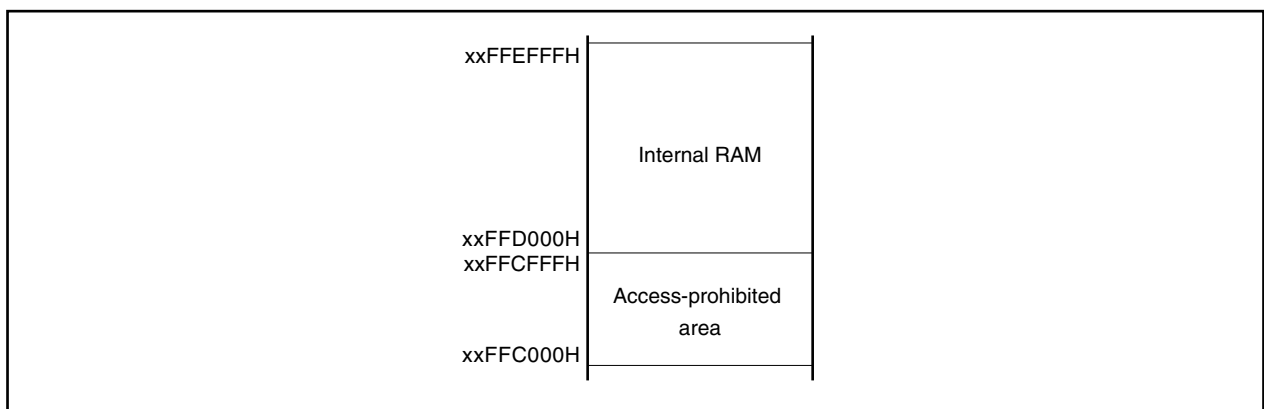 xxFFEFFFH
Internal RAM
xxFFD000H
xxFFCFFFH
Access-prohibited
area
xxFFC000H